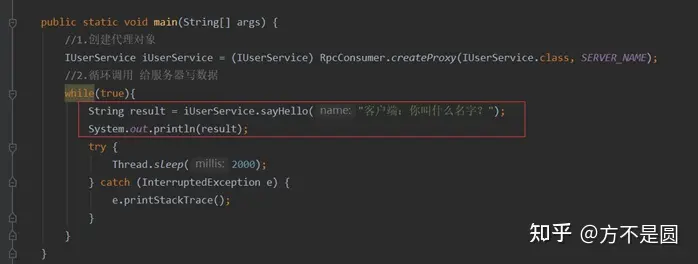 public static void main(String[] args) {
//1.创建代理对象
IUserService iUserService = (IUserService) RpcConsumer.createProxy(IUserService.class, SERVER_NAME);
//2.循环调用 给服务器写数据
while(true){
String result = iUserService.sayHello( name: "客户端：你叫什么名字？");
System.out.println(result);
try {
Thread.sleep( millis: 2000);
} catch (InterruptedException e) {
e.printStackTrace();
}
}
}
知乎 @方不是圆